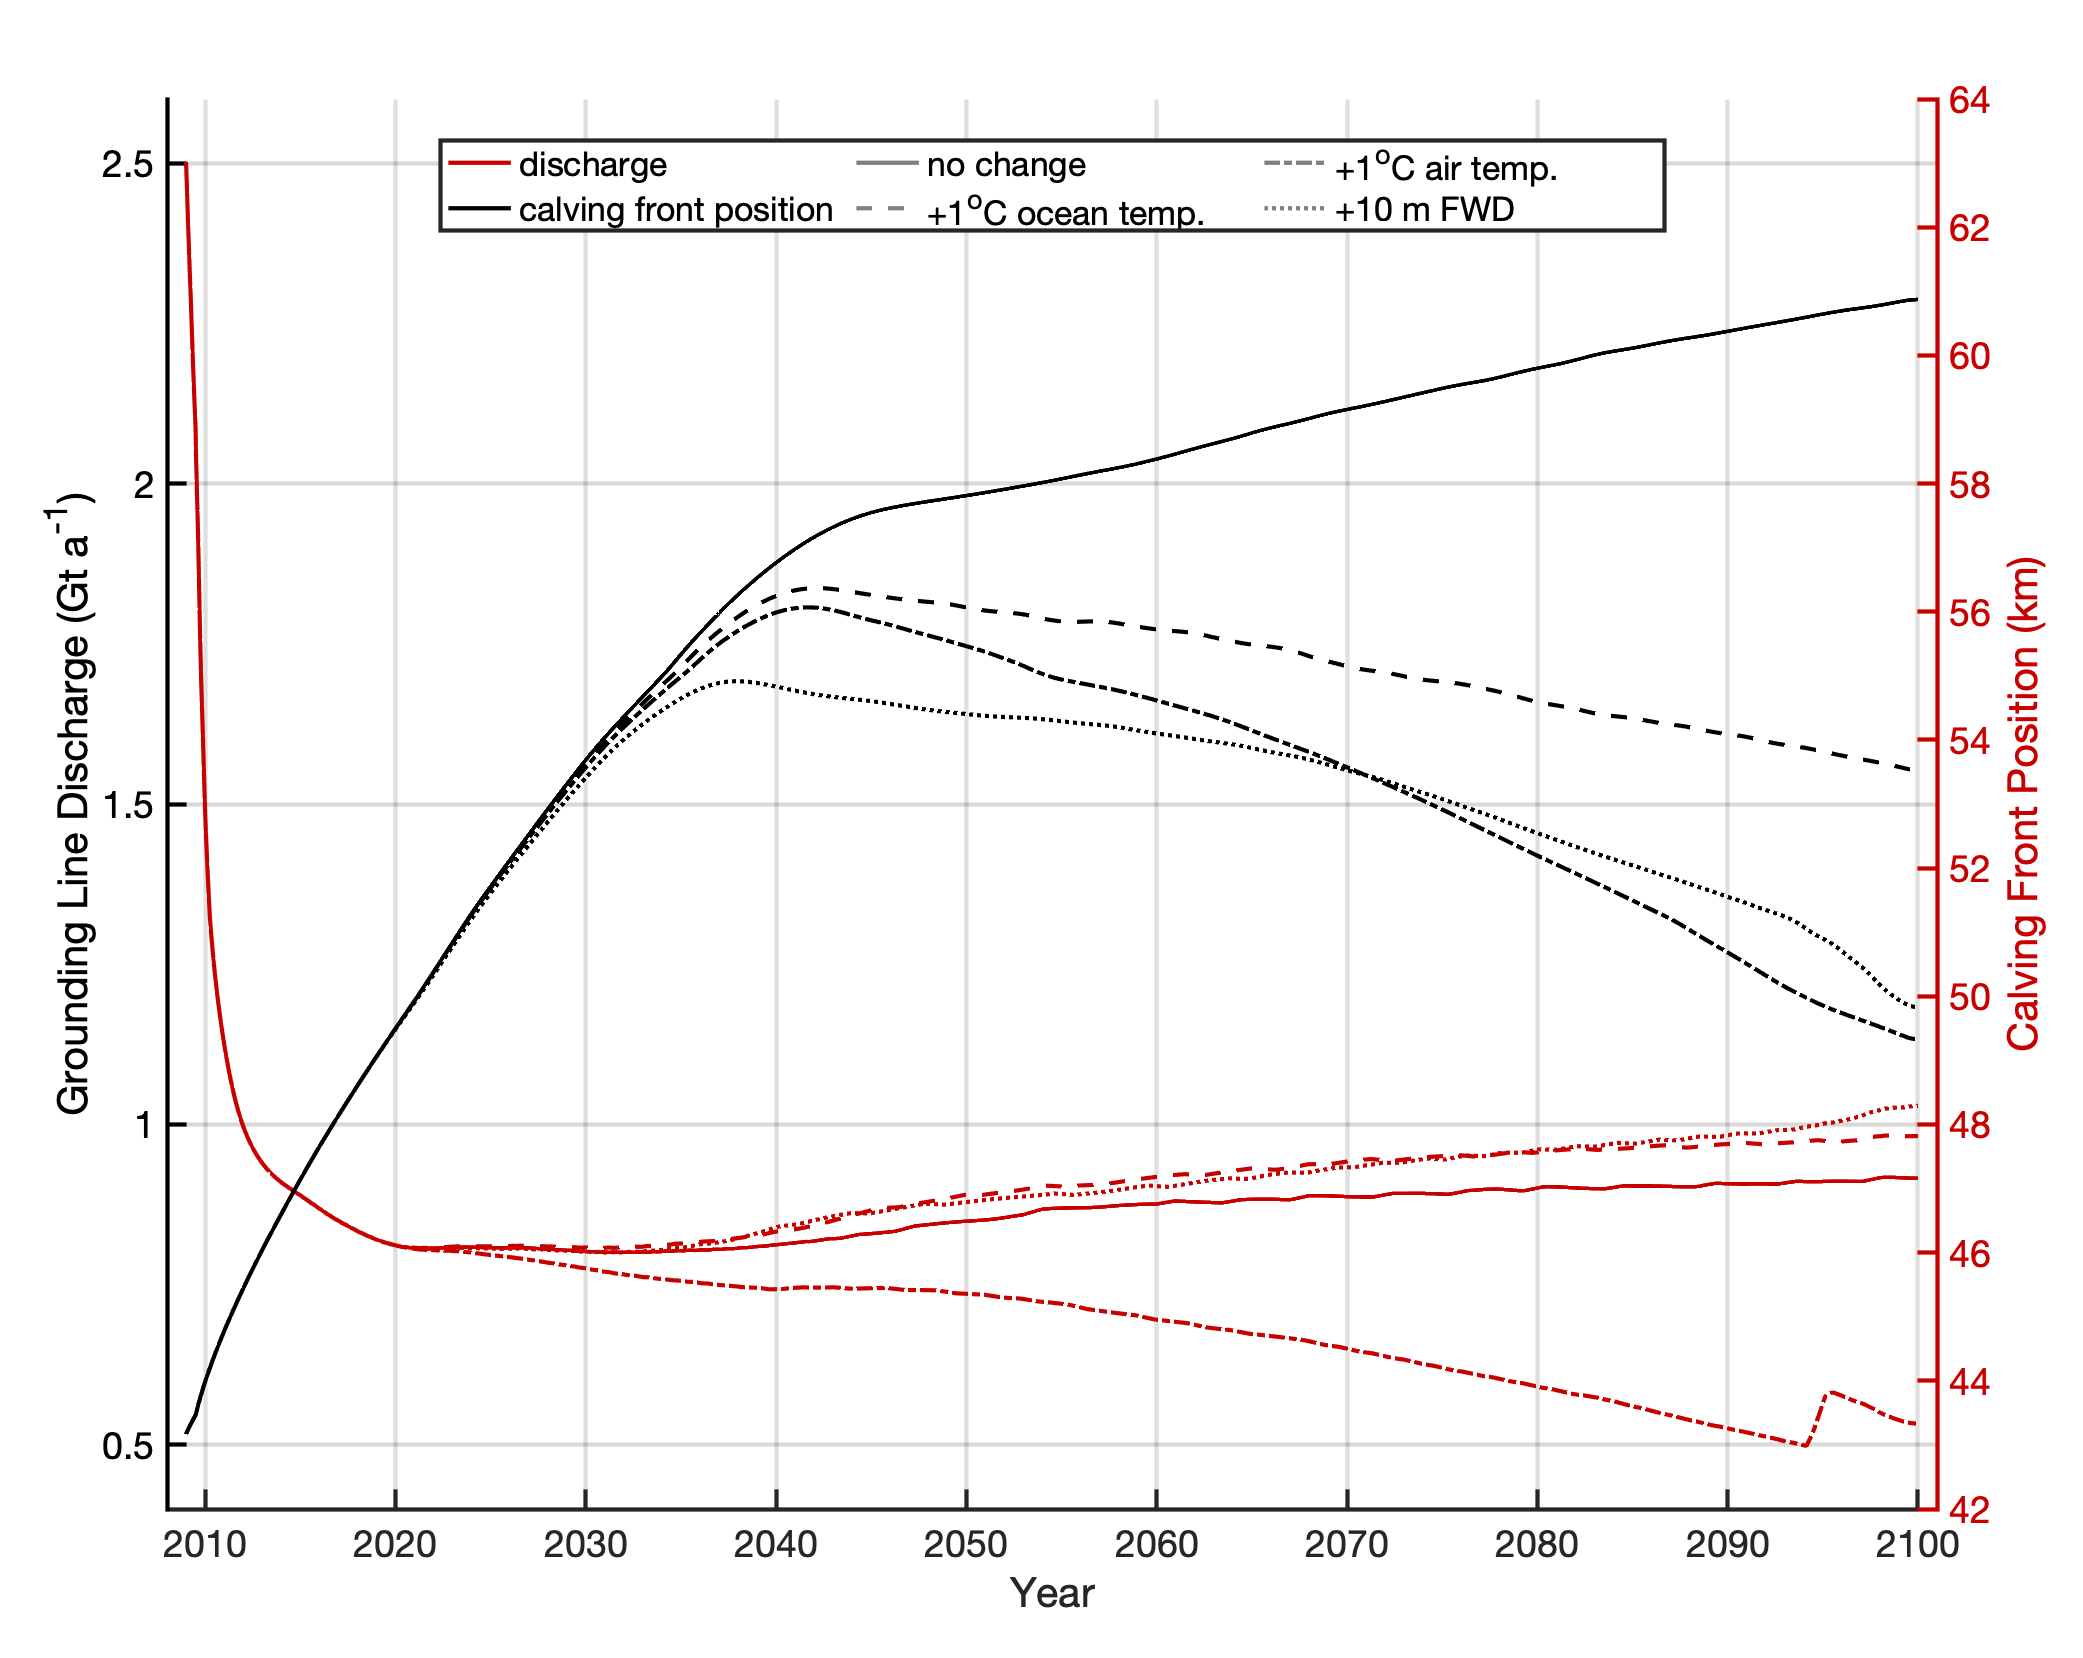 discharge
calving front position
no change
+1°C ocean temp.
+1°C air temp.
+10 m FWD
Grounding Line Discharge (Gt a⁻¹)
2.5
2
1.5
1
0.5
64
62
60
58
56
54
52
50
48
46
44
42
Calving Front Position (km)
2010 2020 2030 2040 2050 2060 2070 2080 2090 2100
Year